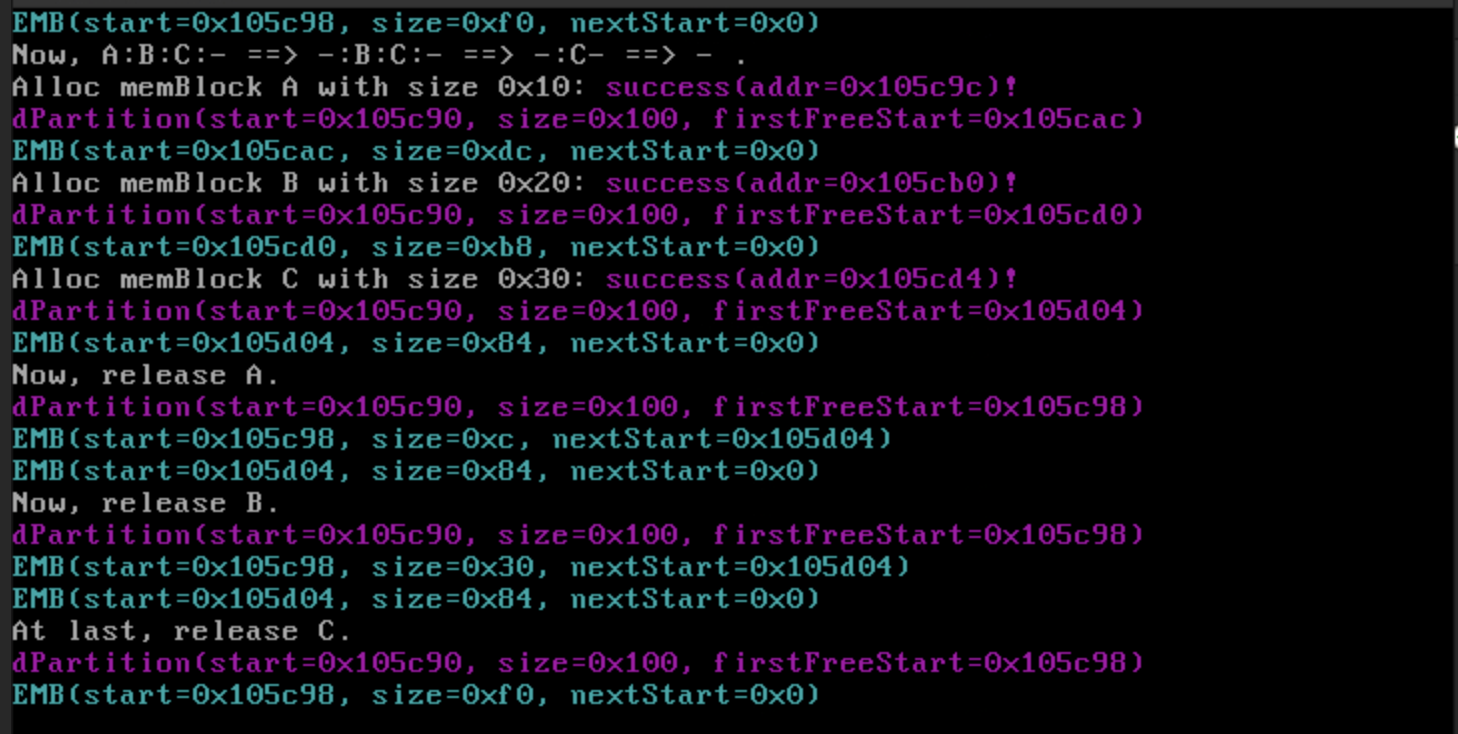 EMB(start=0x105c98, size=0xf0, nextStart=0x0)
Now, A:B:C:- ==> -:B:C:- ==> -:C- ==> - .
Alloc memBlock A with size 0x10: success(addr=0x105c9c)!
dPartition(start=0x105c90, size=0x100, firstFreeStart=0x105cac)
EMB(start=0x105cac, size=0xdc, nextStart=0x0)
Alloc memBlock B with size 0x20: success(addr=0x105cb0)!
dPartition(start=0x105c90, size=0x100, firstFreeStart=0x105cd0)
EMB(start=0x105cd0, size=0xb8, nextStart=0x0)
Alloc memBlock C with size 0x30: success(addr=0x105cd4)!
dPartition(start=0x105c90, size=0x100, firstFreeStart=0x105d04)
EMB(start=0x105d04, size=0x84, nextStart=0x0)
Now, release A.
dPartition(start=0x105c90, size=0x100, firstFreeStart=0x105c98)
EMB(start=0x105c98, size=0xc, nextStart=0x105d04)
EMB(start=0x105d04, size=0x84, nextStart=0x0)
Now, release B.
dPartition(start=0x105c90, size=0x100, firstFreeStart=0x105c98)
EMB(start=0x105c98, size=0x30, nextStart=0x105d04)
EMB(start=0x105d04, size=0x84, nextStart=0x0)
At last, release C.
dPartition(start=0x105c90, size=0x100, firstFreeStart=0x105c98)
EMB(start=0x105c98, size=0xf0, nextStart=0x0)